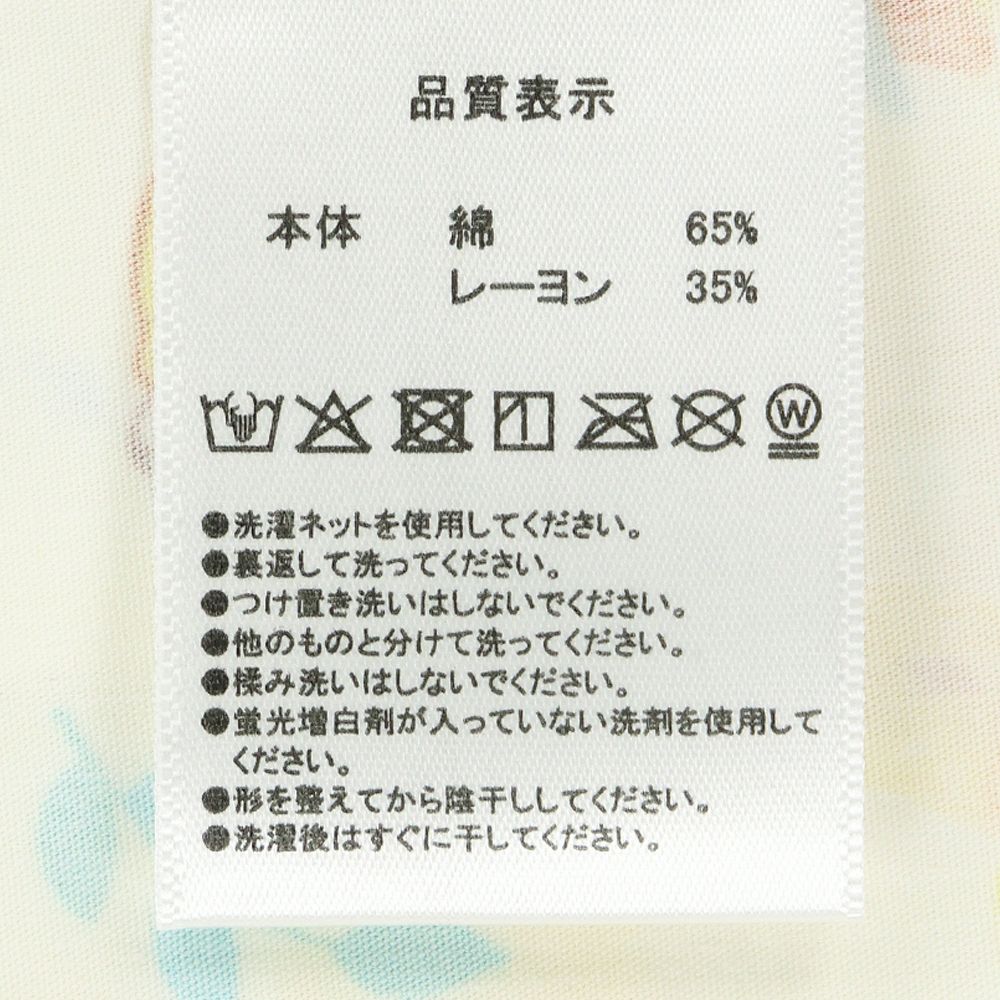 品質表示
本体 綿 65%
レーヨン 35%
W
●洗濯ネットを使用してください。
●裏返して洗ってください。
●つけ置き洗いはしないでください。
●他のものと分けて洗ってください。
●揉み洗いはしないでください。
●蛍光増白剤が入っていない洗剤を使用して
ください。
●形を整えてから陰干ししてください。
●洗濯後はすぐに干してください。